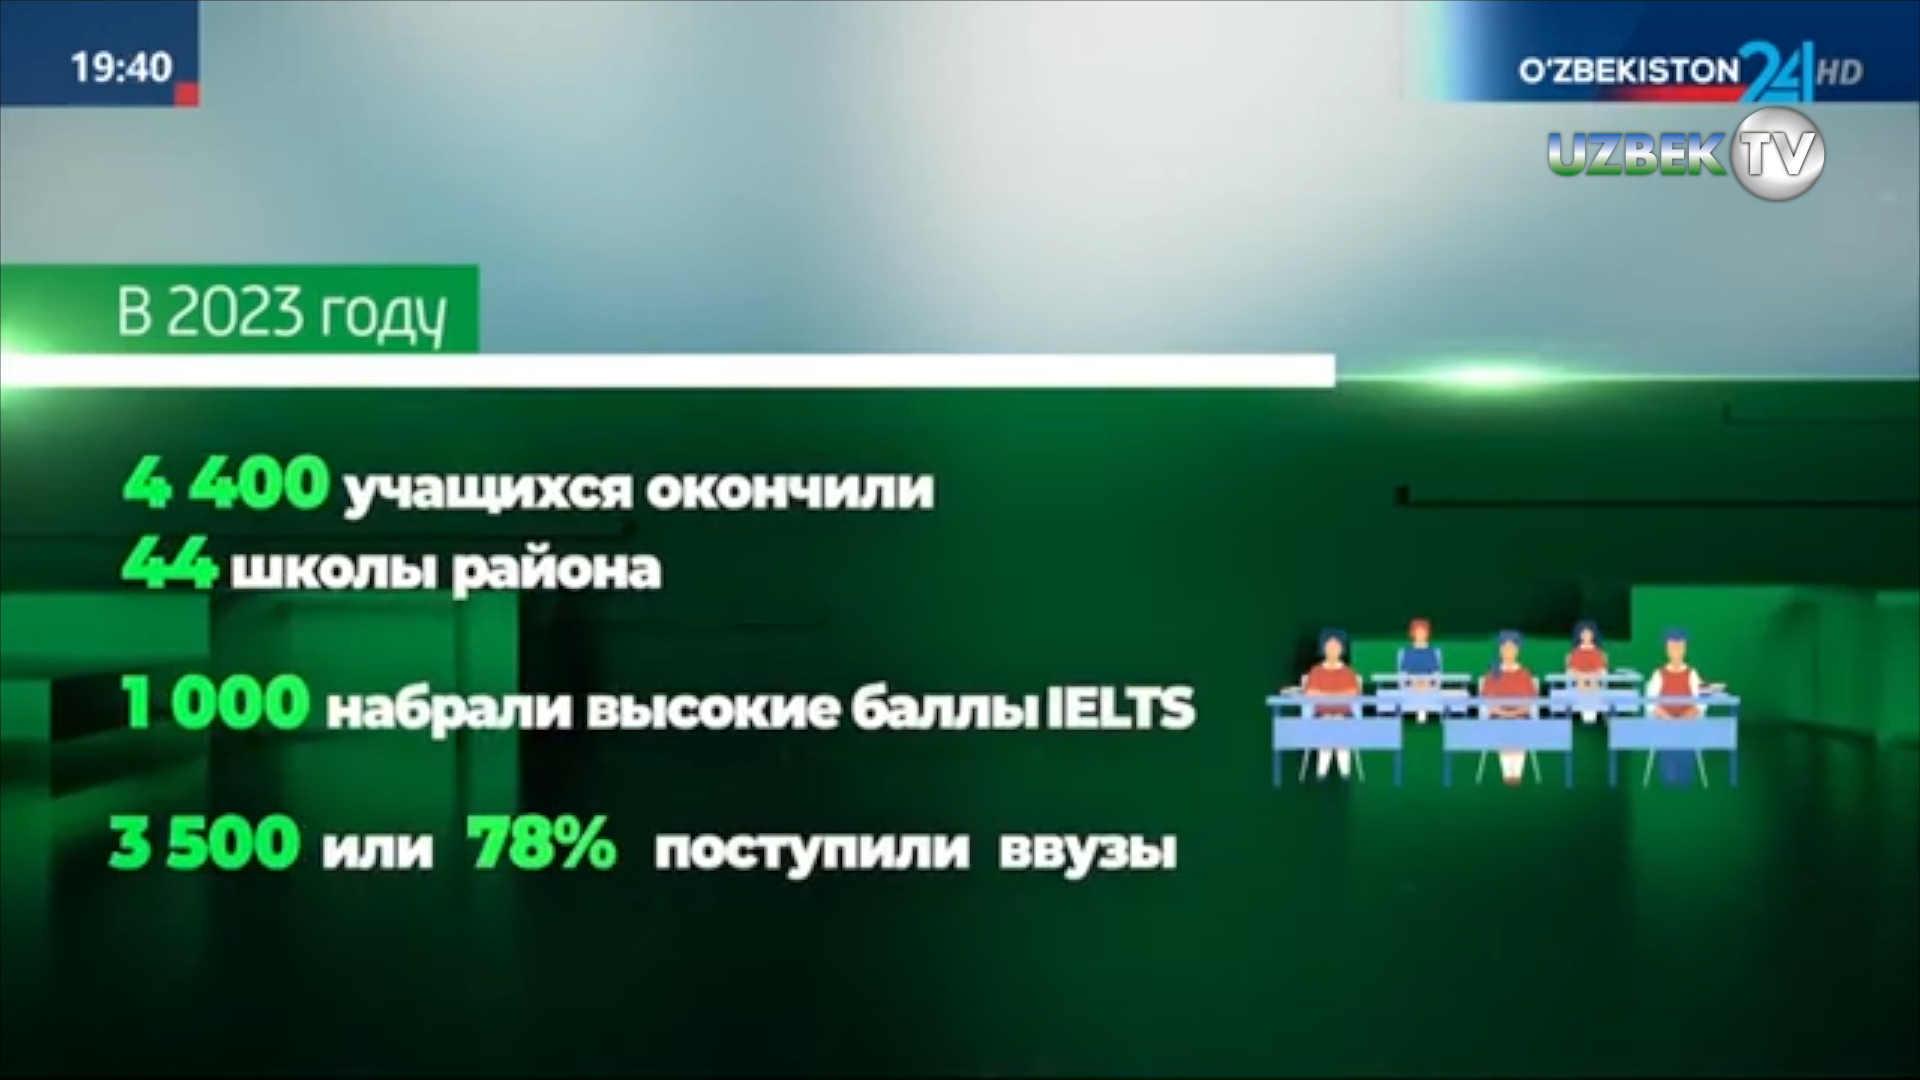 19:40
O'ZBEKISTON 24 HD
UZBEK TV
В 2023 году
4 400 учащихся окончили
44 школы района
1 000 набрали высокие баллы IELTS
3 500 или 78% поступили ввузы